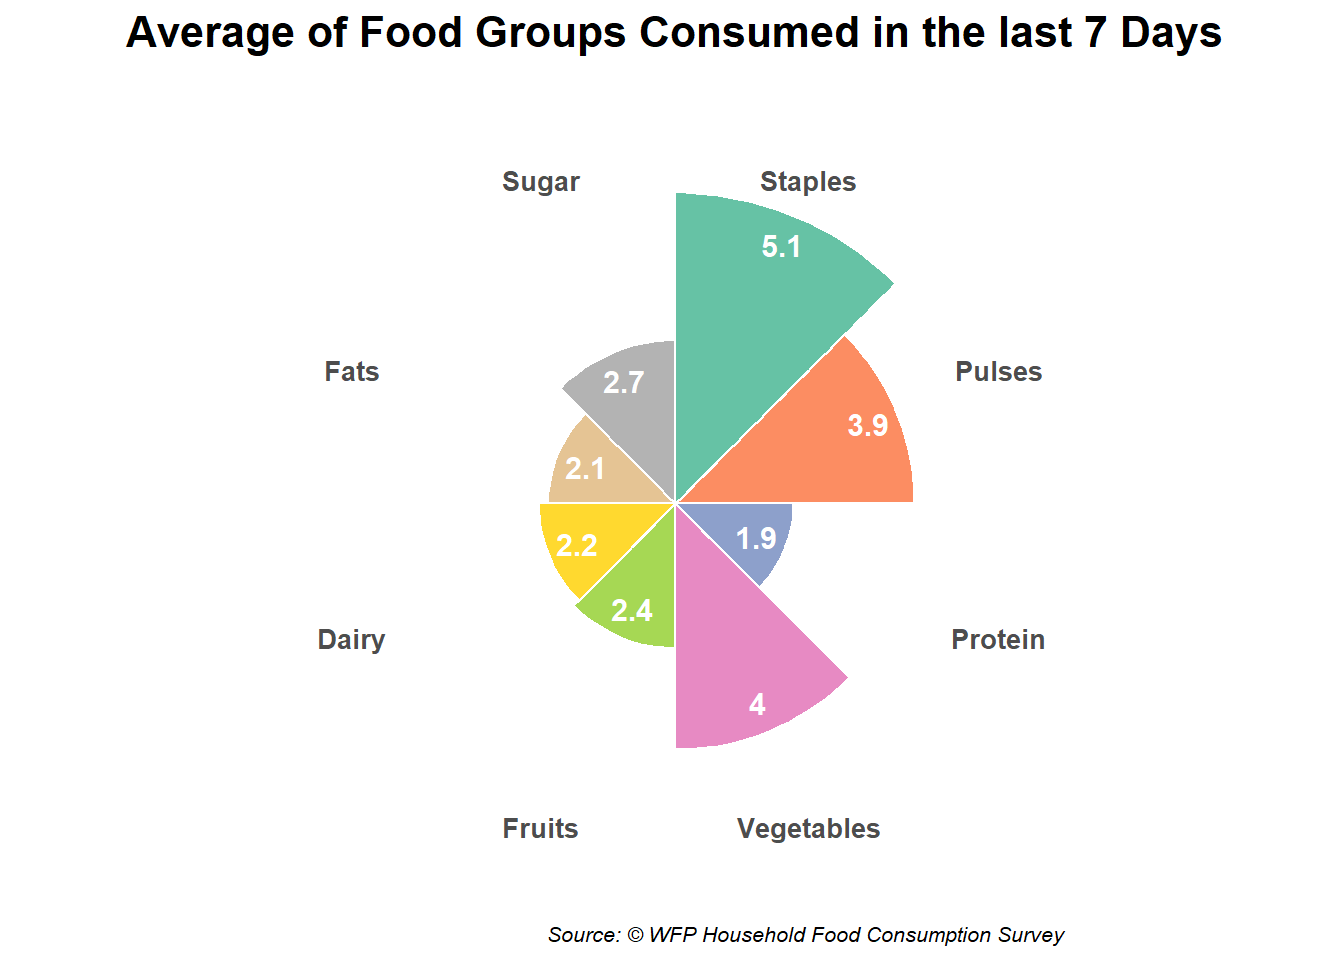 Average of Food Groups Consumed in the last 7 Days
Sugar
Staples
5.1
Fats
2.7
Pulses
3.9
2.1
2.2
1.9
2.4
Dairy
Protein
4
Fruits
Vegetables
Source: © WFP Household Food Consumption Survey